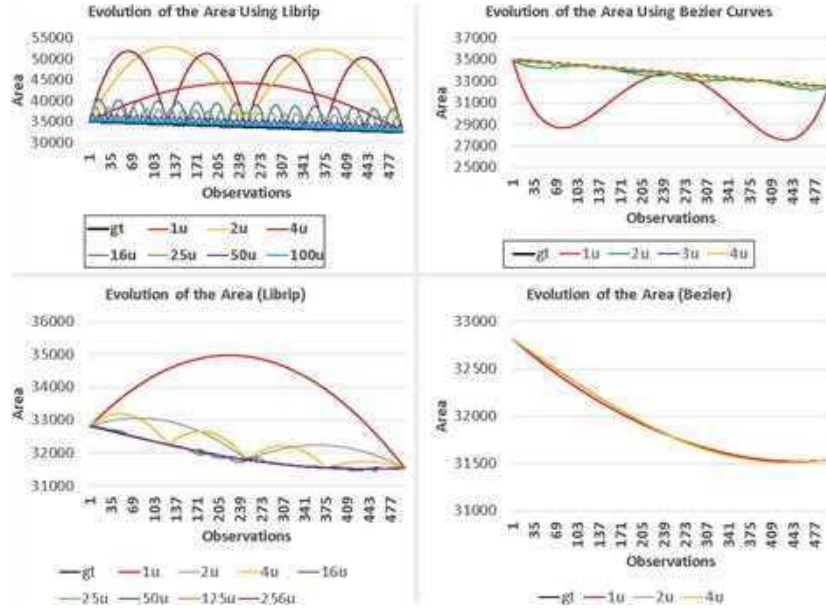 Evolution of the Area Using Librip
55000
50000
45000
40000
35000
30000
Area
1 35 69 103 137 171 205 239 273 307 341 375 409 443 477
Observations
gt 1u 2u 4u
16u 25u 50u 100u
Evolution of the Area Using Bezier Curves
37000
35000
33000
31000
29000
27000
25000
Area
1 35 69 103 137 171 205 239 273 307 341 375 409 443 477
Observations
gt 1u 2u 3u 4u
Evolution of the Area (Librip)
36000
35000
34000
33000
32000
31000
Area
1 35 69 103 137 171 205 239 273 307 341 375 409 443 477
Observations
gt 1u 2u 4u 16u
25u 50u 125u 256u
Evolution of the Area (Bezier)
33000
32500
32000
31500
31000
Area
1 35 69 103 137 171 205 239 273 307 341 375 409 443 477
Observations
gt 1u 2u 4u